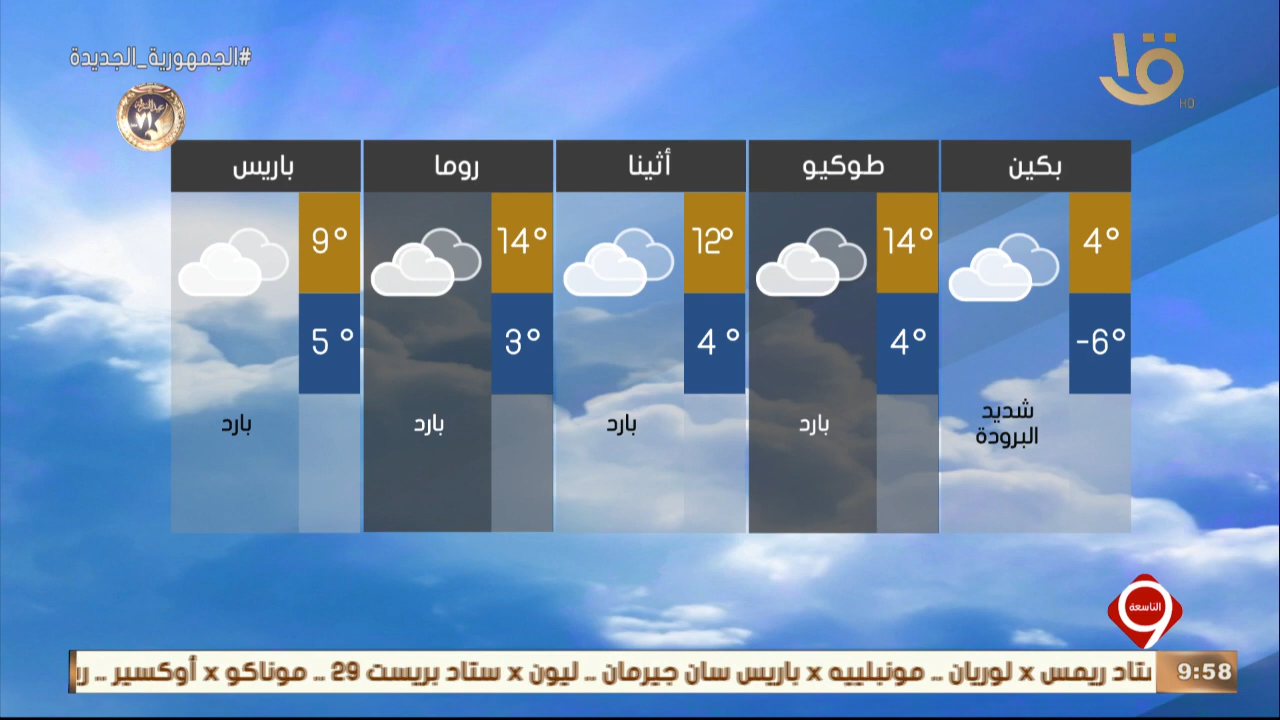 #الجمهورية_الجديدة
HD
بكين
طوكيو
أثينا
روما
باريس
4°
14°
12°
14°
9°
-6°
4°
4°
3°
5°
شديد
البرودة
بارد
بارد
بارد
بارد
التاسعة
9
9:58
ستاد ريمس x لوريان .. مونبلييه x باريس سان جيرمان .. ليون x ستاد بريست 29 .. موناكو x أوكسير ..